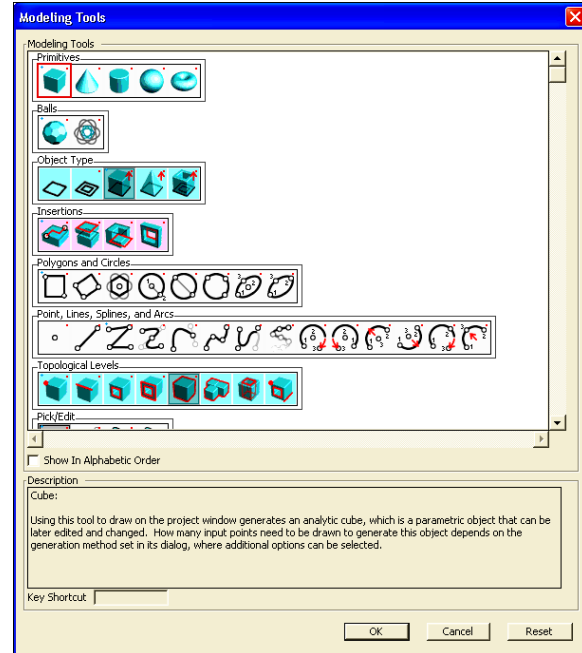 Modeling Tools
Modeling Tools
Primitives
Balls
Object Type
Insertions
Polygons and Circles
Point, Lines, Splines, and Arcs
Topological Levels
Pick/Edit
Show In Alphabetic Order
Description
Cube:
Using this tool to draw on the project window generates an analytic cube, which is a parametric object that can be
later edited and changed. How many input points need to be drawn to generate this object depends on the
generation method set in its dialog, where additional options can be selected.
Key Shortcut
OK Cancel Reset